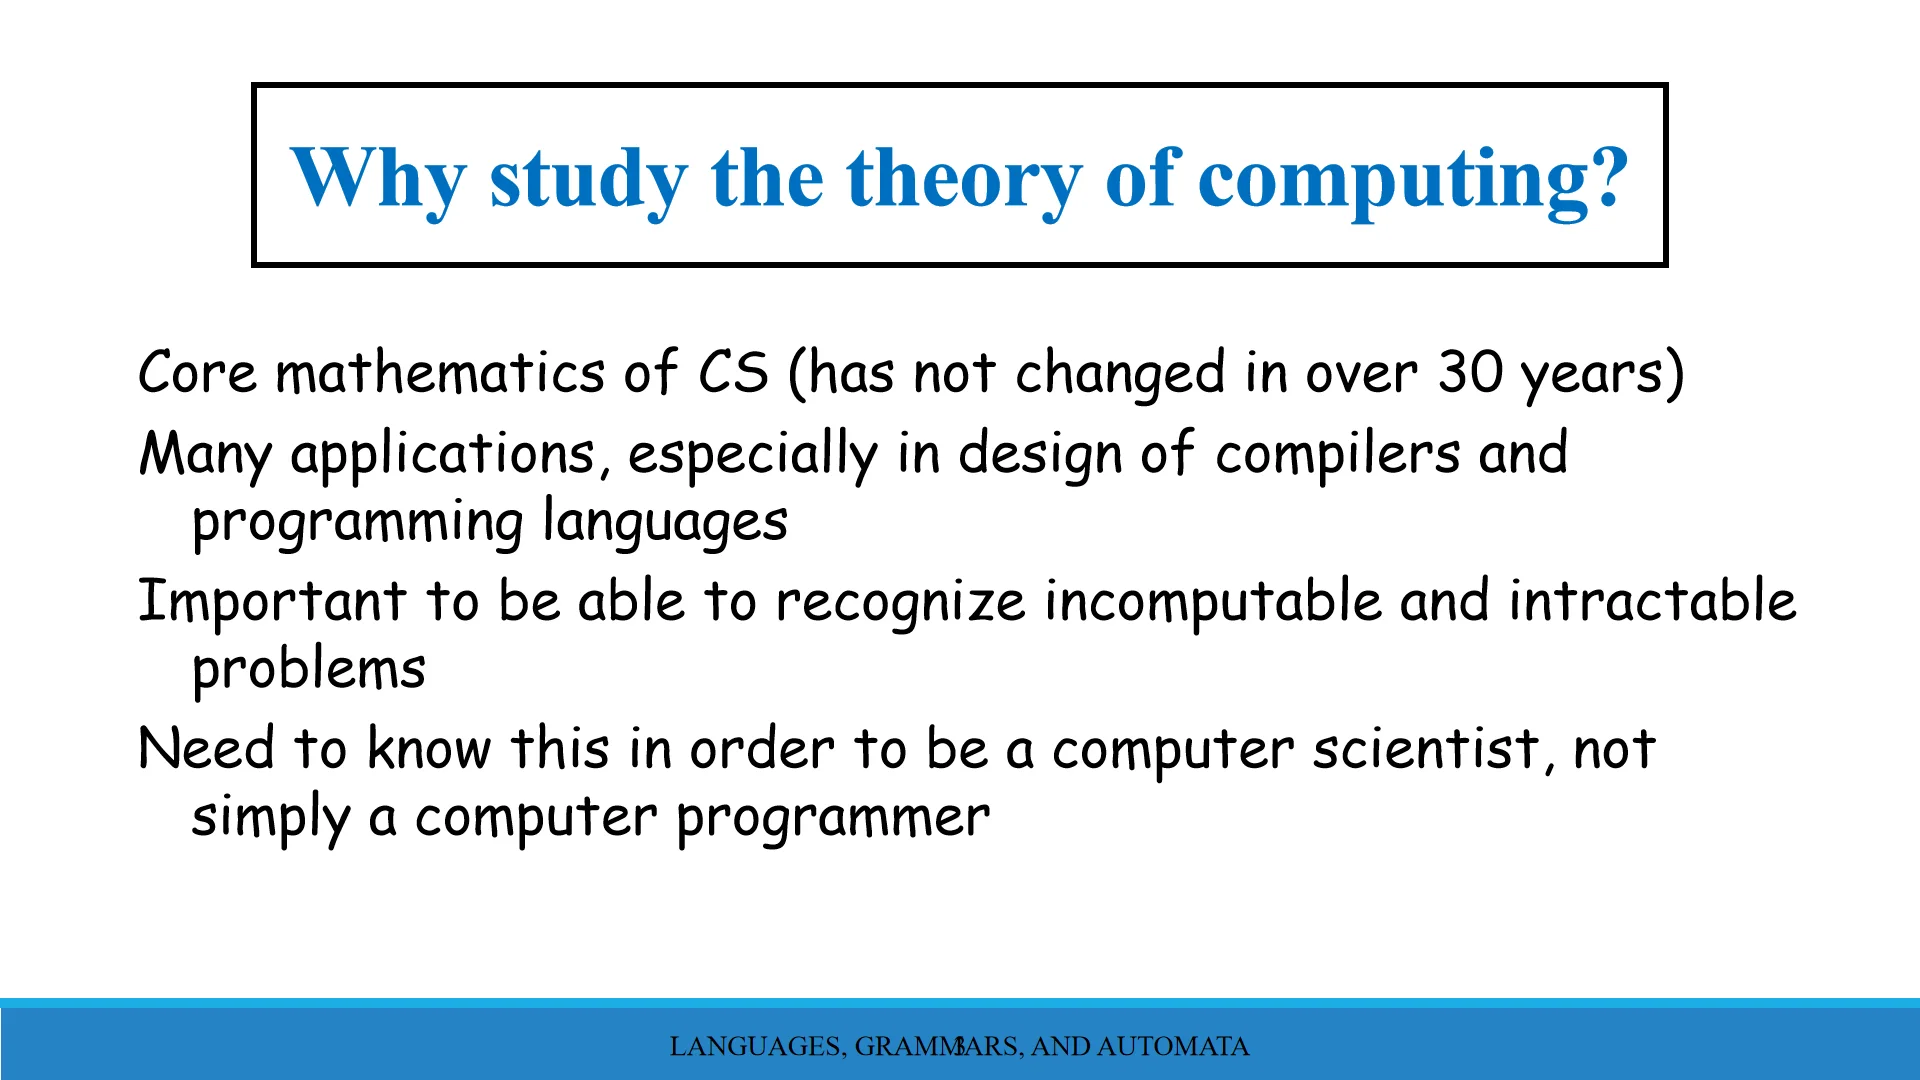 Why study the theory of computing?
Core mathematics of CS (has not changed in over 30 years)
Many applications, especially in design of compilers and
programming languages
Important to be able to recognize incomputable and intractable
problems
Need to know this in order to be a computer scientist, not
simply a computer programmer
LANGUAGES, GRAMMARS, AND AUTOMATA
3